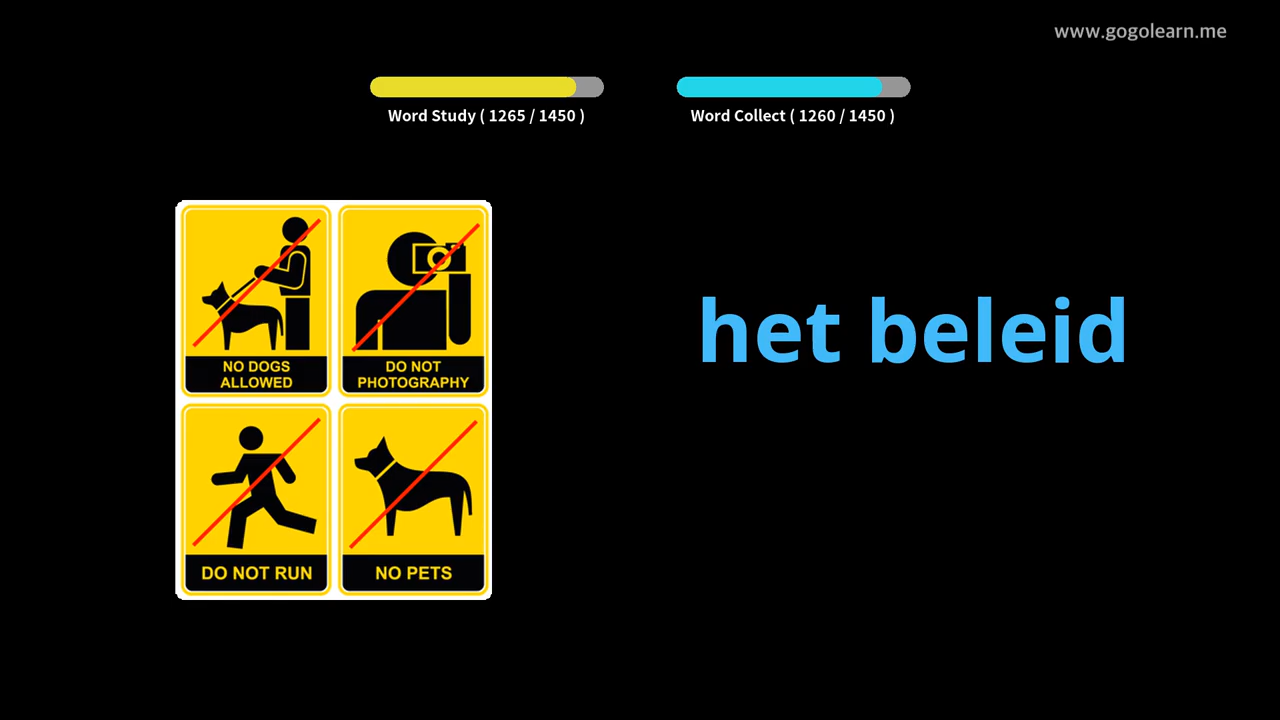 www.gogolearn.me
Word Study ( 1265 / 1450 )
Word Collect ( 1260 / 1450 )
NO DOGS
ALLOWED
DO NOT
PHOTOGRAPHY
het beleid
DO NOT RUN
NO PETS